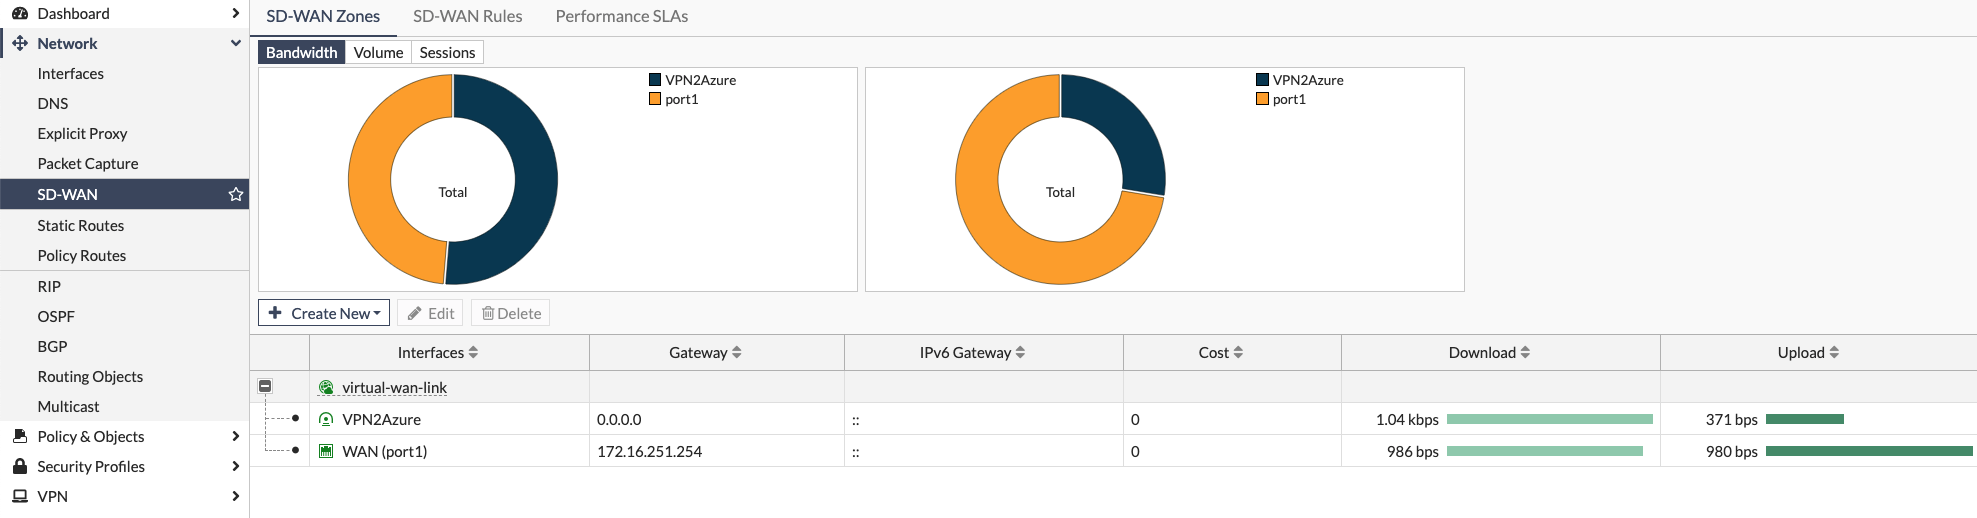 Dashboard
Network
Interfaces
DNS
Explicit Proxy
Packet Capture
SD-WAN
Static Routes
Policy Routes
RIP
OSPF
BGP
Routing Objects
Multicast
Policy & Objects
Security Profiles
VPN
SD-WAN Zones SD-WAN Rules Performance SLAs
Bandwidth Volume Sessions
VPN2Azure
port1
Total
VPN2Azure
port1
Total
Create New Edit Delete
Interfaces Gateway IPv6 Gateway Cost Download Upload
virtual-wan-link
VPN2Azure 0.0.0.0 :: 0 1.04 kbps 371 bps
WAN (port1) 172.16.251.254 :: 0 986 bps 980 bps